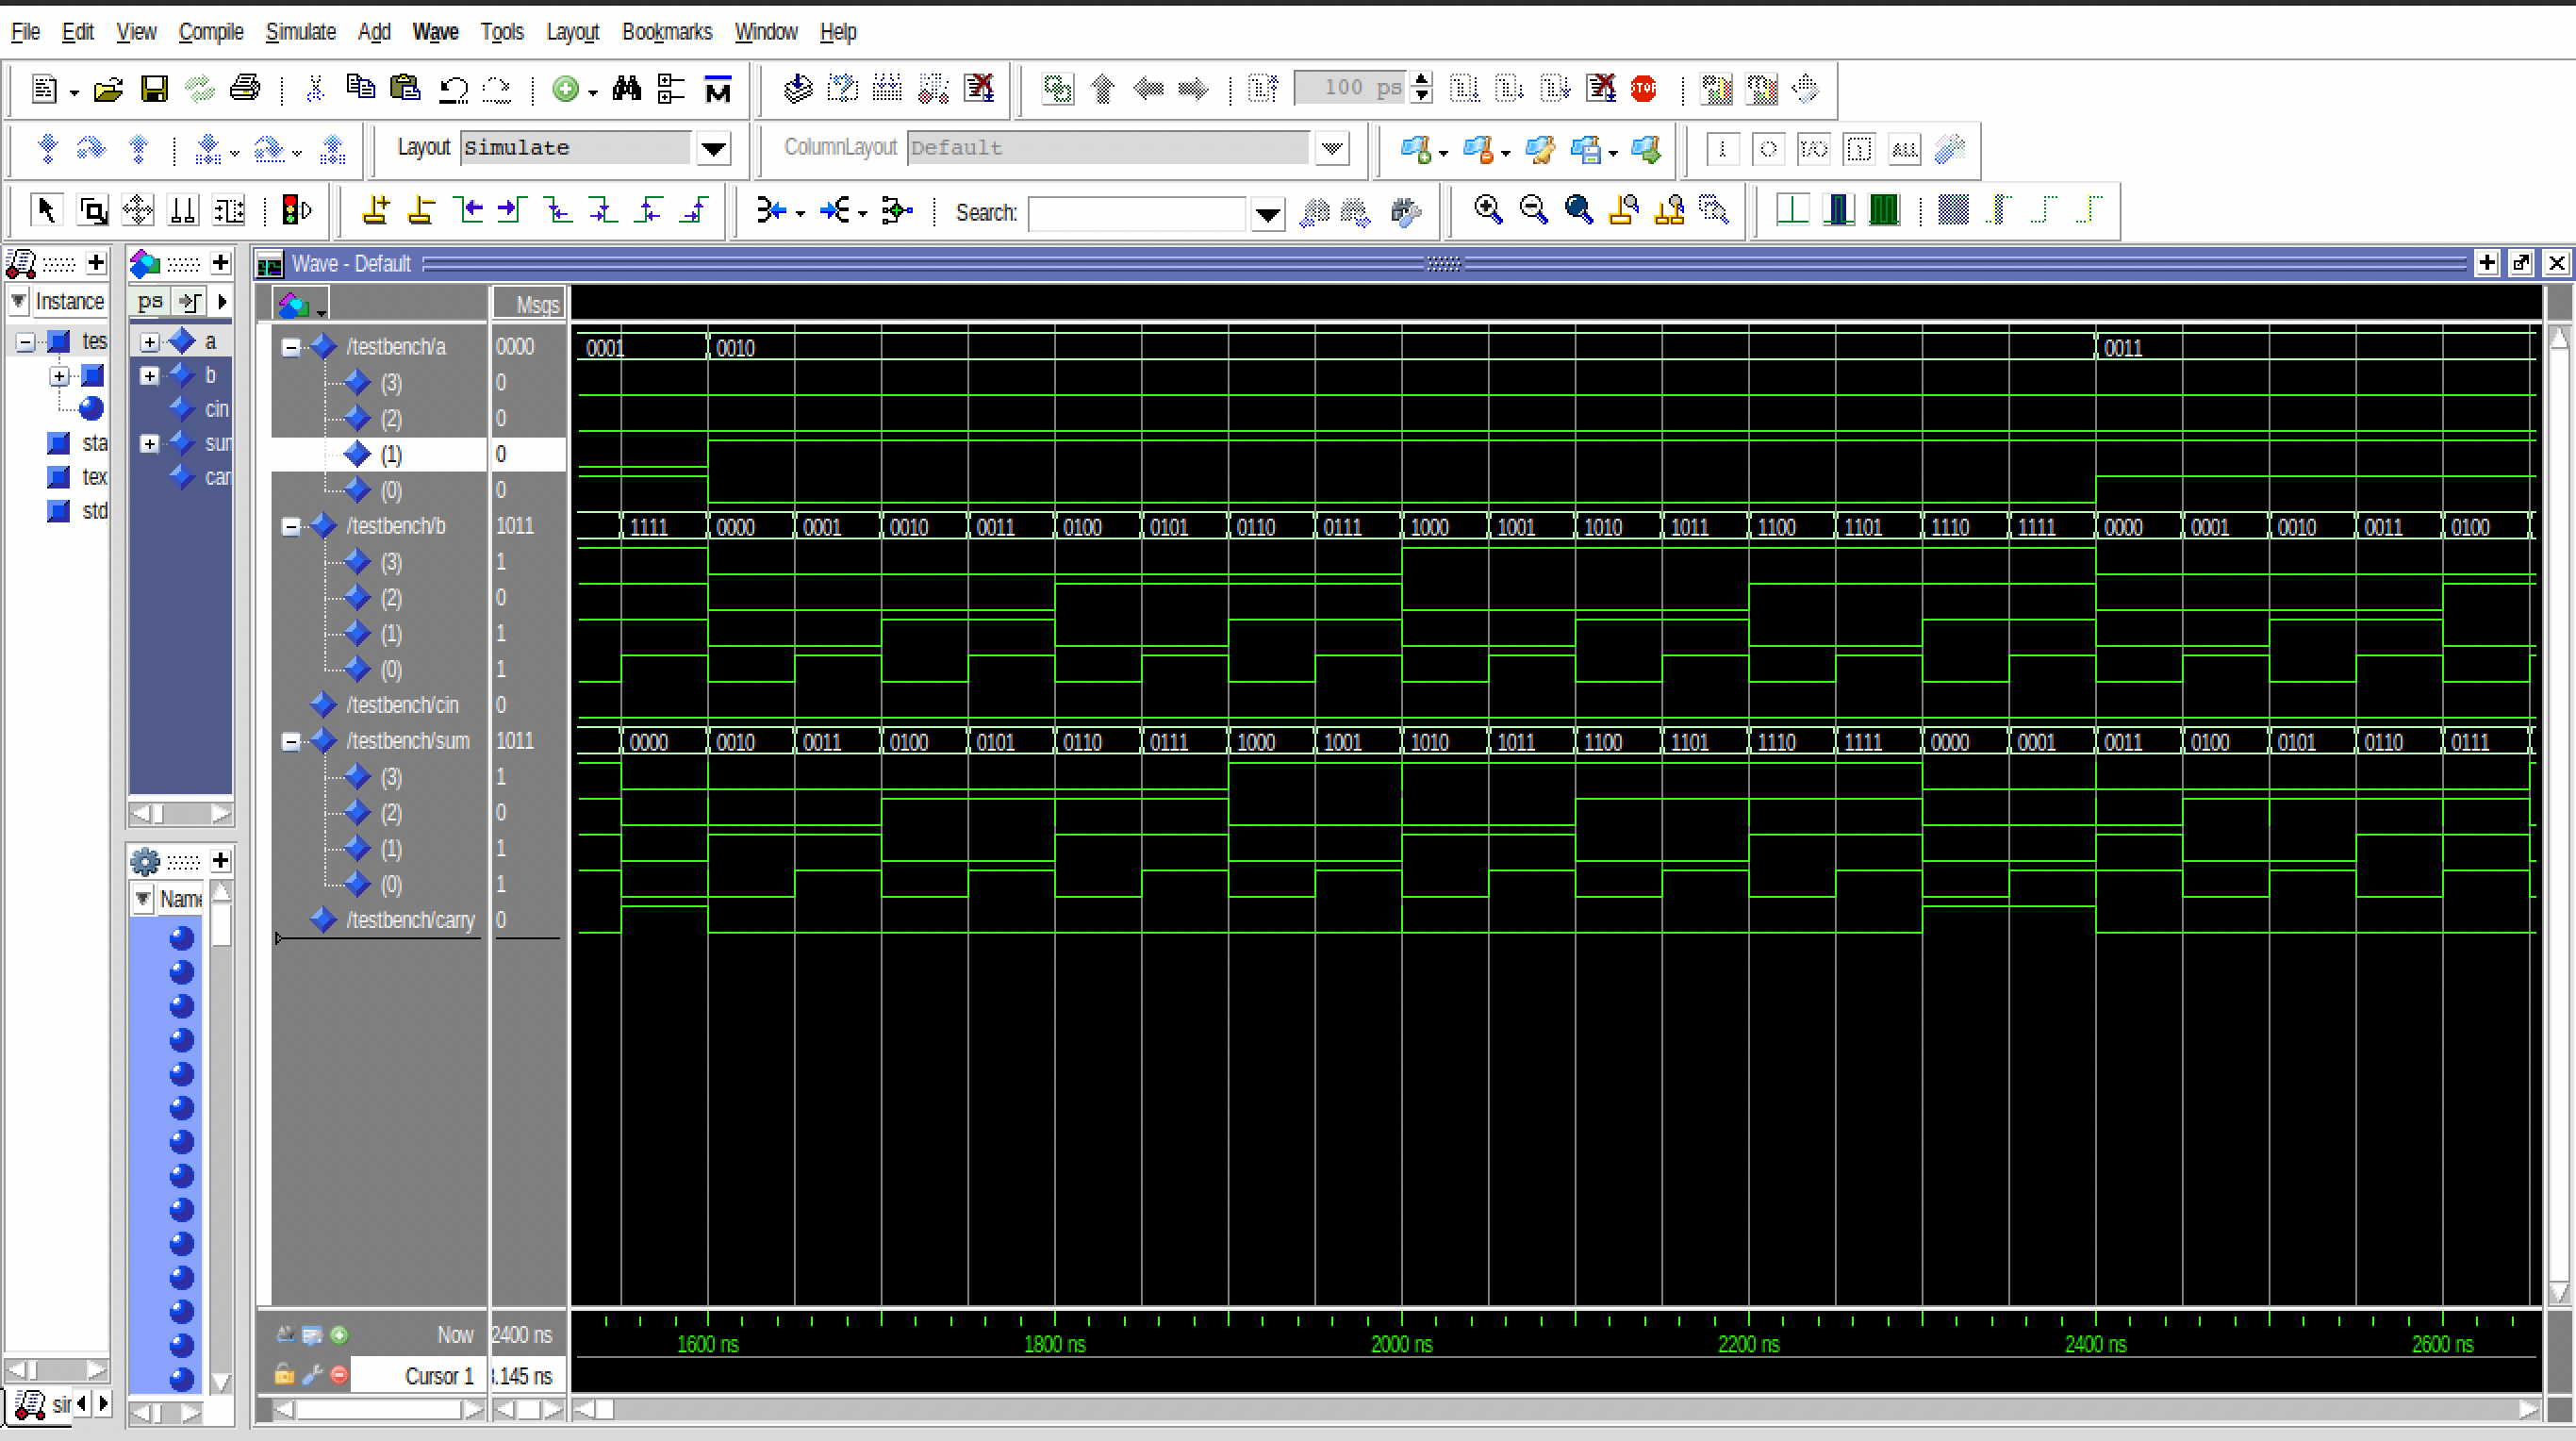 File Edit View Compile Simulate Add Wave Tools Layout Bookmarks Window Help
100 ps
Layout Simulate ColumnLayout Default
Search:
Wave - Default
Instance ps Msgs
tes a /testbench/a 0000 0001 0010 0011
b (3) 0
cin (2) 0
sta sun (1) 0
tex car (0) 0
std /testbench/b 1011 1111 0000 0001 0010 0011 0100 0101 0110 0111 1000 1001 1010 1011 1100 1101 1110 1111 0000 0001 0010 0011 0100
(3) 1
(2) 0
(1) 1
(0) 1
/testbench/cin 0
/testbench/sum 1011 0000 0010 0011 0100 0101 0110 0111 1000 1001 1010 1011 1100 1101 1110 1111 0000 0001 0011 0100 0101 0110 0111
(3) 1
(2) 0
(1) 1
(0) 1
Name
/testbench/carry 0
Now 2400 ns 1600 ns 1800 ns 2000 ns 2200 ns 2400 ns 2600 ns
Cursor 1 .145 ns